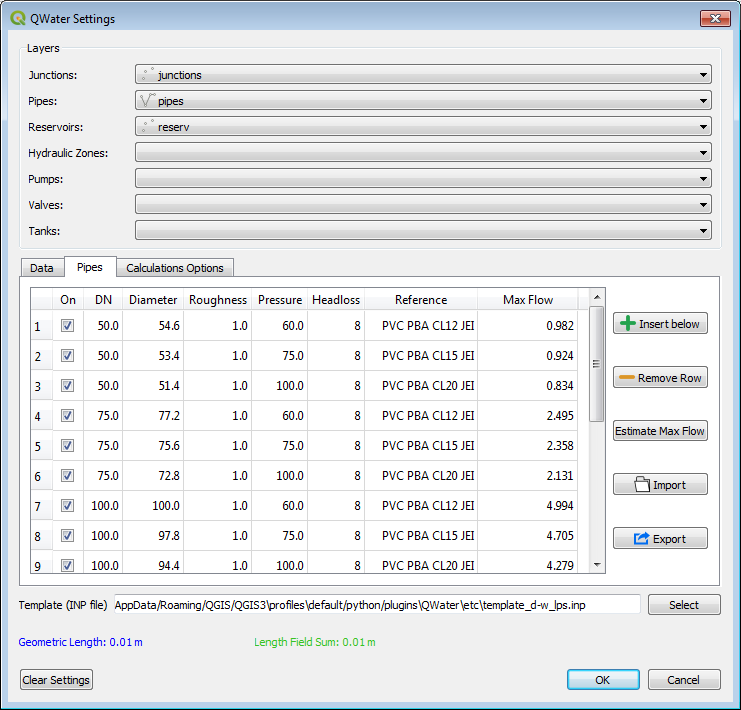 QWater Settings
Layers
Junctions: junctions
Pipes: pipes
Reservoirs: reserv
Hydraulic Zones:
Pumps:
Valves:
Tanks:
Data Pipes Calculations Options
On DN Diameter Roughness Pressure Headloss Reference Max Flow
1 50.0 54.6 1.0 60.0 8 PVC PBA CL12 JEI 0.982
2 50.0 53.4 1.0 75.0 8 PVC PBA CL15 JEI 0.924
3 50.0 51.4 1.0 100.0 8 PVC PBA CL20 JEI 0.834
4 75.0 77.2 1.0 60.0 8 PVC PBA CL12 JEI 2.495
5 75.0 75.6 1.0 75.0 8 PVC PBA CL15 JEI 2.358
6 75.0 72.8 1.0 100.0 8 PVC PBA CL20 JEI 2.131
7 100.0 100.0 1.0 60.0 8 PVC PBA CL12 JEI 4.994
8 100.0 97.8 1.0 75.0 8 PVC PBA CL15 JEI 4.705
9 100.0 94.4 1.0 100.0 8 PVC PBA CL20 JEI 4.279
Insert below
Remove Row
Estimate Max Flow
Import
Export
Template (INP file) AppData/Roaming/QGIS/QGIS3\profiles\default/python/plugins\QWater\etc\template_d-w_lps.inp Select
Geometric Length: 0.01 m Length Field Sum: 0.01 m
Clear Settings OK Cancel